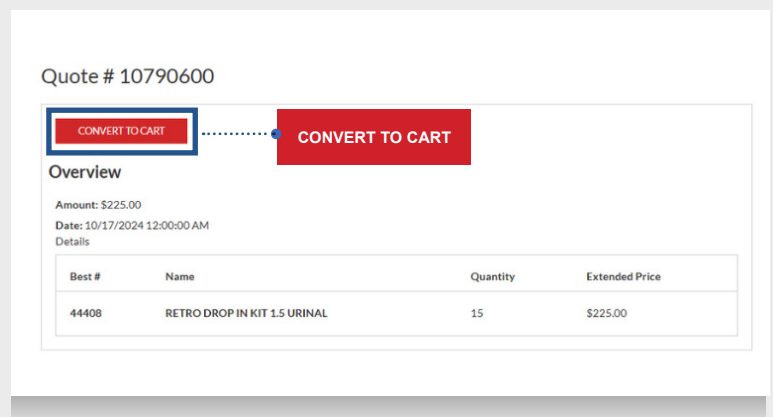 Quote # 10790600
CONVERT TO CART
CONVERT TO CART
Overview
Amount: $225.00
Date: 10/17/2024 12:00:00 AM
Details
Best # Name Quantity Extended Price
44408 RETRO DROP IN KIT 1.5 URINAL 15 $225.00